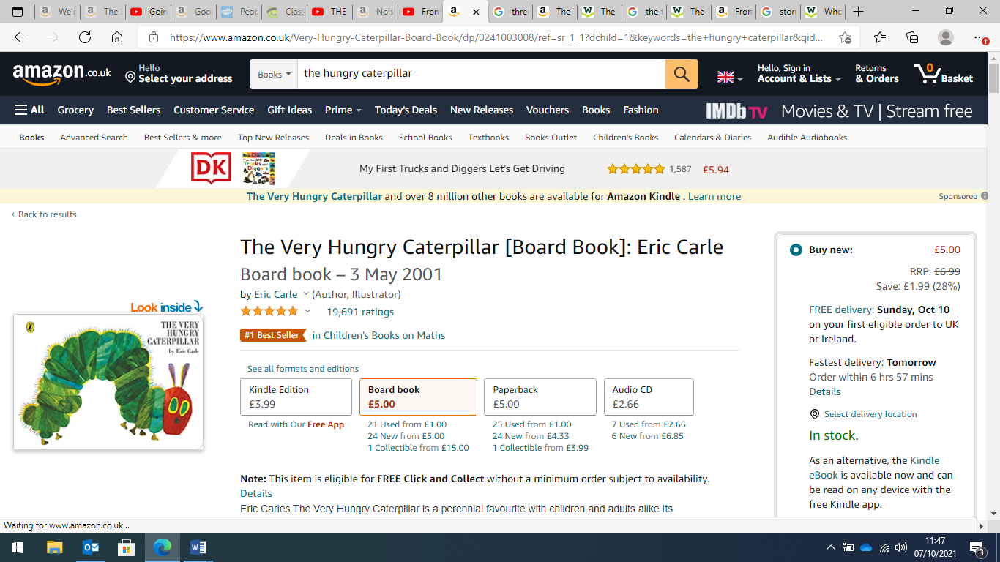 We'r
The
Goin
Goo
Peop
Class
THE
Nois
From
three
The
The
the t
The
From
stori
Who
https://www.amazon.co.uk/Very-Hungry-Caterpillar-Board-Book/dp/0241003008/ref=sr_1_1?dchild=1&keywords=the+hungry+caterpillar&qid...
amazon.co.uk
Hello
Select your address
Books
the hungry caterpillar
Hello, Sign in
Account & Lists
Returns
& Orders
0
Basket
All Grocery Best Sellers Customer Service Gift Ideas Prime Today's Deals New Releases Vouchers Books Fashion
IMDb TV Movies & TV | Stream free
Books Advanced Search Best Sellers & more Top New Releases Deals in Books School Books Textbooks Books Outlet Children's Books Calendars & Diaries Audible Audiobooks
DK
Trucks and Diggers
My First Trucks and Diggers Let's Get Driving 1,587 £5.94
The Very Hungry Caterpillar and over 8 million other books are available for Amazon Kindle . Learn more
Sponsored
‹ Back to results
Look inside
THE VERY
HUNGRY
CATERPILLAR
by Eric Carle
The Very Hungry Caterpillar [Board Book]: Eric Carle
Board book – 3 May 2001
by Eric Carle (Author, Illustrator)
19,691 ratings
#1 Best Seller in Children's Books on Maths
See all formats and editions
Kindle Edition
£3.99
Read with Our Free App
Board book
£5.00
21 Used from £1.00
24 New from £5.00
1 Collectible from £15.00
Paperback
£5.00
25 Used from £1.00
24 New from £4.33
1 Collectible from £3.99
Audio CD
£2.66
7 Used from £2.66
6 New from £6.85
Note: This item is eligible for FREE Click and Collect without a minimum order subject to availability.
Details
Eric Carles The Very Hungry Caterpillar is a perennial favourite with children and adults alike Its
Buy new: £5.00
RRP: £6.99
Save: £1.99 (28%)
FREE delivery: Sunday, Oct 10
on your first eligible order to UK
or Ireland.
Fastest delivery: Tomorrow
Order within 6 hrs 57 mins
Details
Select delivery location
In stock.
As an alternative, the Kindle
eBook is available now and can
be read on any device with the
free Kindle app.
Waiting for www.amazon.co.uk...
11:47
07/10/2021
3